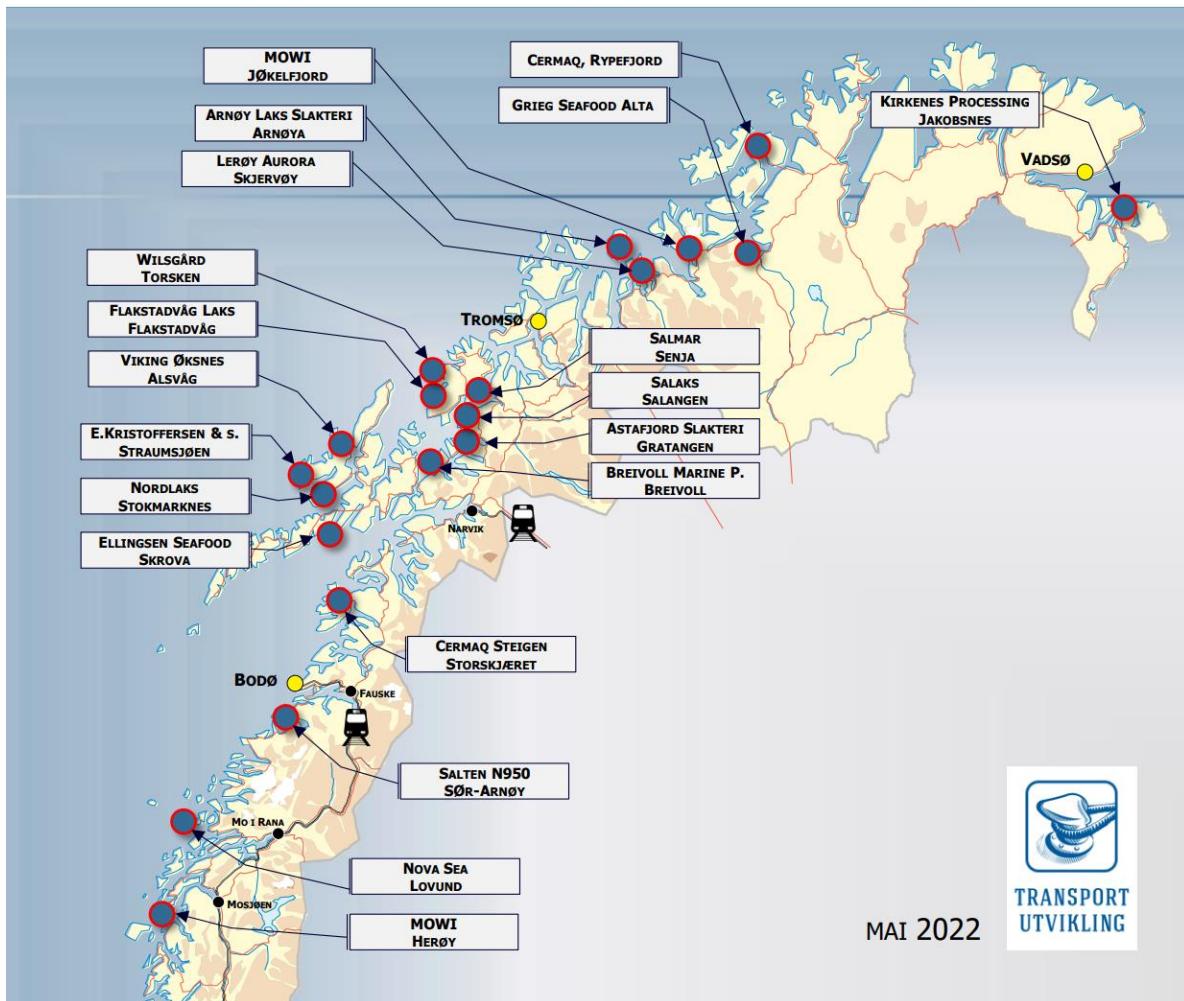 MOWI
JØKELFJORD
CERMAQ, RYPEFJORD
GRIEG SEAFOOD ALTA
KIRKENES PROCESSING
JAKOBSNES
ARNØY LAKS SLAKTERI
ARNØYA
LERØY AURORA
SKJERVØY
VADSØ
WILSGÅRD
TORSKEN
FLAKSTADVÅG LAKS
FLAKSTADVÅG
VIKING ØKSNES
ALSVÅG
E.KRISTOFFERSEN & S.
STRAUMSJØEN
NORDLAKS
STOKMARKNES
ELLINGSEN SEAFOOD
SKROVA
TROMSØ
SALMAR
SENJA
SALAKS
SALANGEN
ASTAFJORD SLAKTERI
GRATANGEN
BREIVOLL MARINE P.
BREIVOLL
NARVIK
CERMAQ STEIGEN
STORSKJÆRET
BODØ
FAUSKE
SALTEN N950
SØR-ARNØY
MO I RANA
NOVA SEA
LOVUND
MOSJØEN
MOWI
HERØY
MAI 2022
TRANSPORT
UTVIKLING